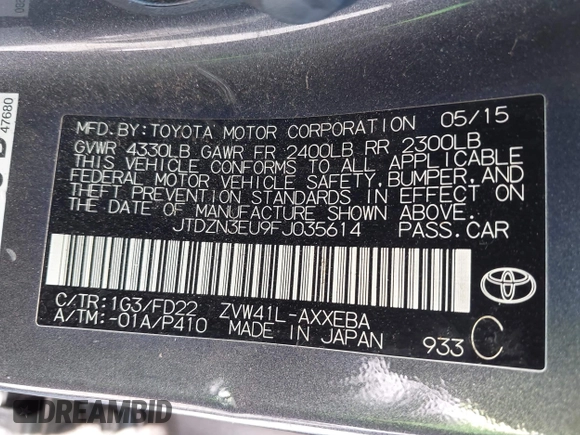 47680
MFD.BY:TOYOTA MOTOR CORPORATION 05/15
GVWR 4330LB GAWR FR 2400LB RR 2300LB
THIS VEHICLE CONFORMS TO ALL APPLICABLE
FEDERAL MOTOR VEHICLE SAFETY,BUMPER,AND
THEFT PREVENTION STANDARDS IN EFFECT ON
THE DATE OF MANUFACTURE SHOWN ABOVE.
JTDZN3EU9FJ035614 PASS.CAR
C/TR:1G3/FD22 ZVW41L-AXXEBA
A/TM:-01A/P410 MADE IN JAPAN 933 C
DREAMBID